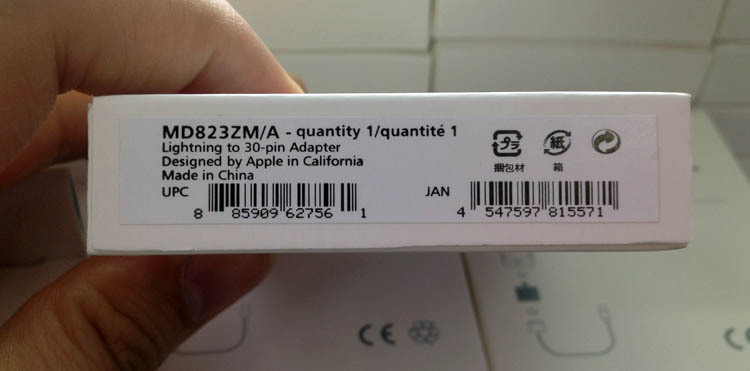 MD823ZM/A - quantity 1/quantité 1
Lightning to 30-pin Adapter
Designed by Apple in California
Made in China
プラ
捆包材
紙
箱
UPC
8 85909 62756 1
JAN
4 547597 815571
CE